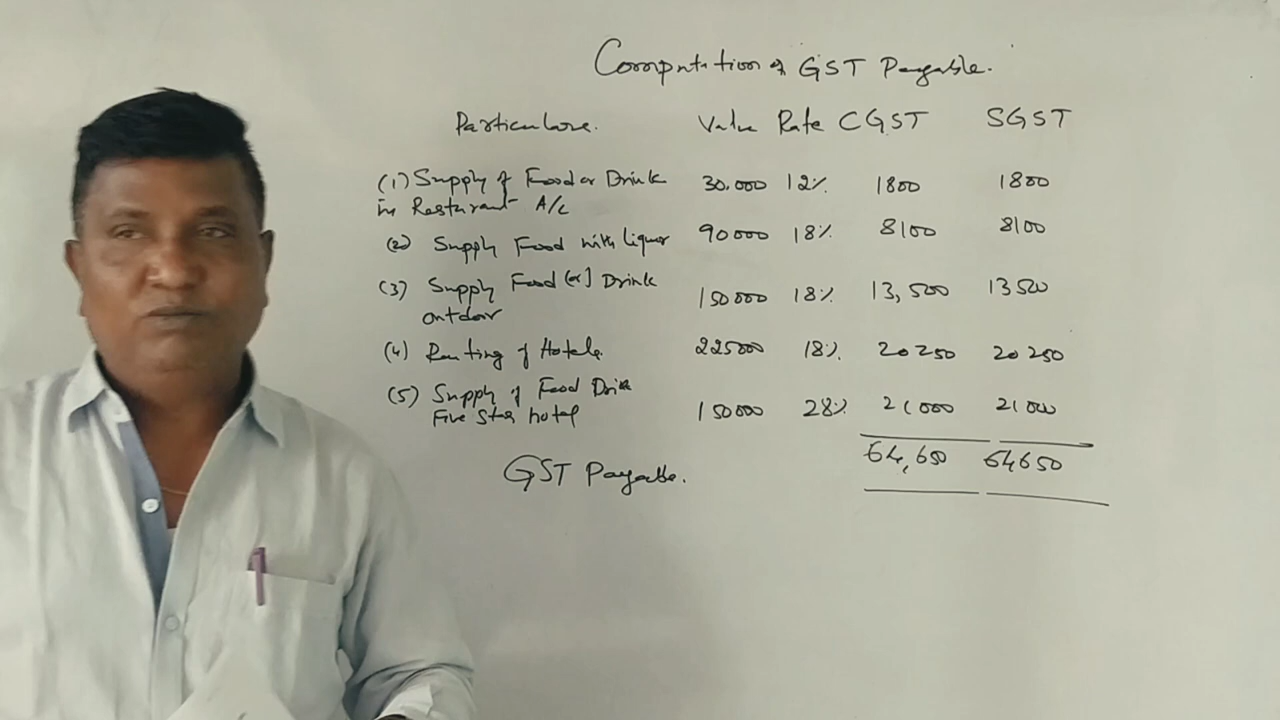 Computation of GST Payable.
Particulars. Value Rate CGST SGST
(1) Supply of Food or Drink 30,000 12% 1800 1800
in Resturant A/C
(2) Supply Food with liquor 90000 18% 8100 8100
(3) Supply Food [or] Drink 150000 18% 13,500 13500
outdoor
(4) Renting of Hotels. 225000 18% 20250 20250
(5) Supply of Food Drink 150000 28% 21000 21000
Five Star hotel
GST Payable. 64,650 64650